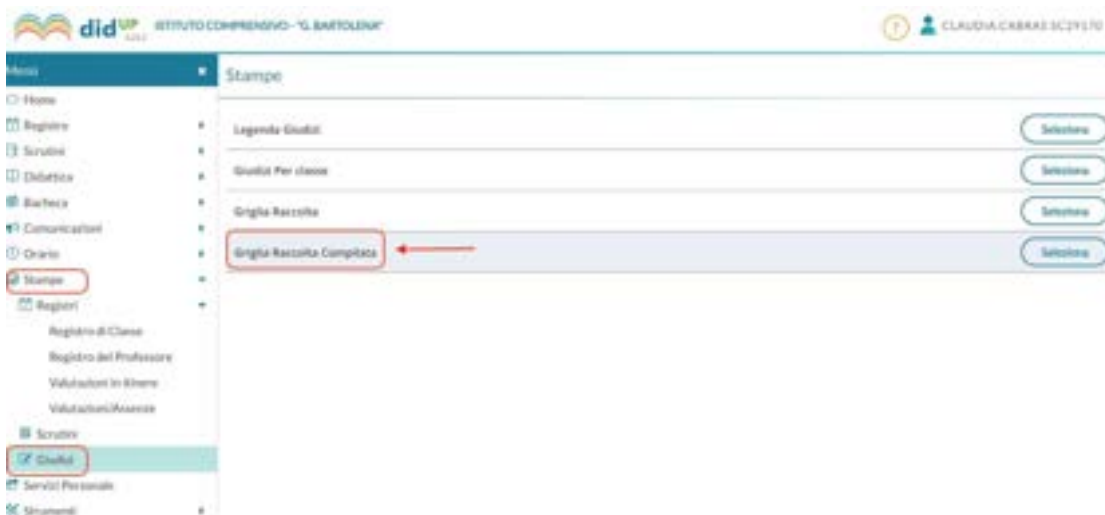 didUP
ISTITUTO COMPRENSIVO - "G. BARTOLENA"
?
CLAUDIA CABRAS SC29170
Menù
Stampe
Home
Registro
Scrutini
Didattica
Bacheca
Comunicazioni
Orario
Stampe
Registri
Registro di Classe
Registro del Professore
Valutazioni in itinere
Valutazioni/Assenze
Scrutini
Giudizi
Servizi Personale
Strumenti
Legenda Giudizi
Seleziona
Giudizi Per classe
Seleziona
Griglia Raccolta
Seleziona
Griglia Raccolta Compilata
Seleziona